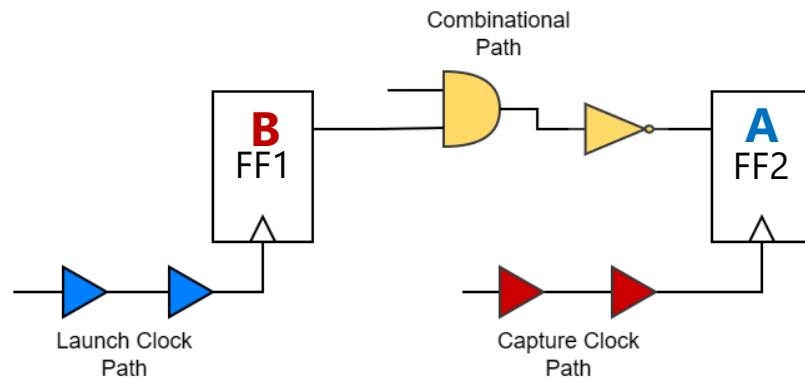 Combinational
Path
B
FF1
A
FF2
Launch Clock
Path
Capture Clock
Path